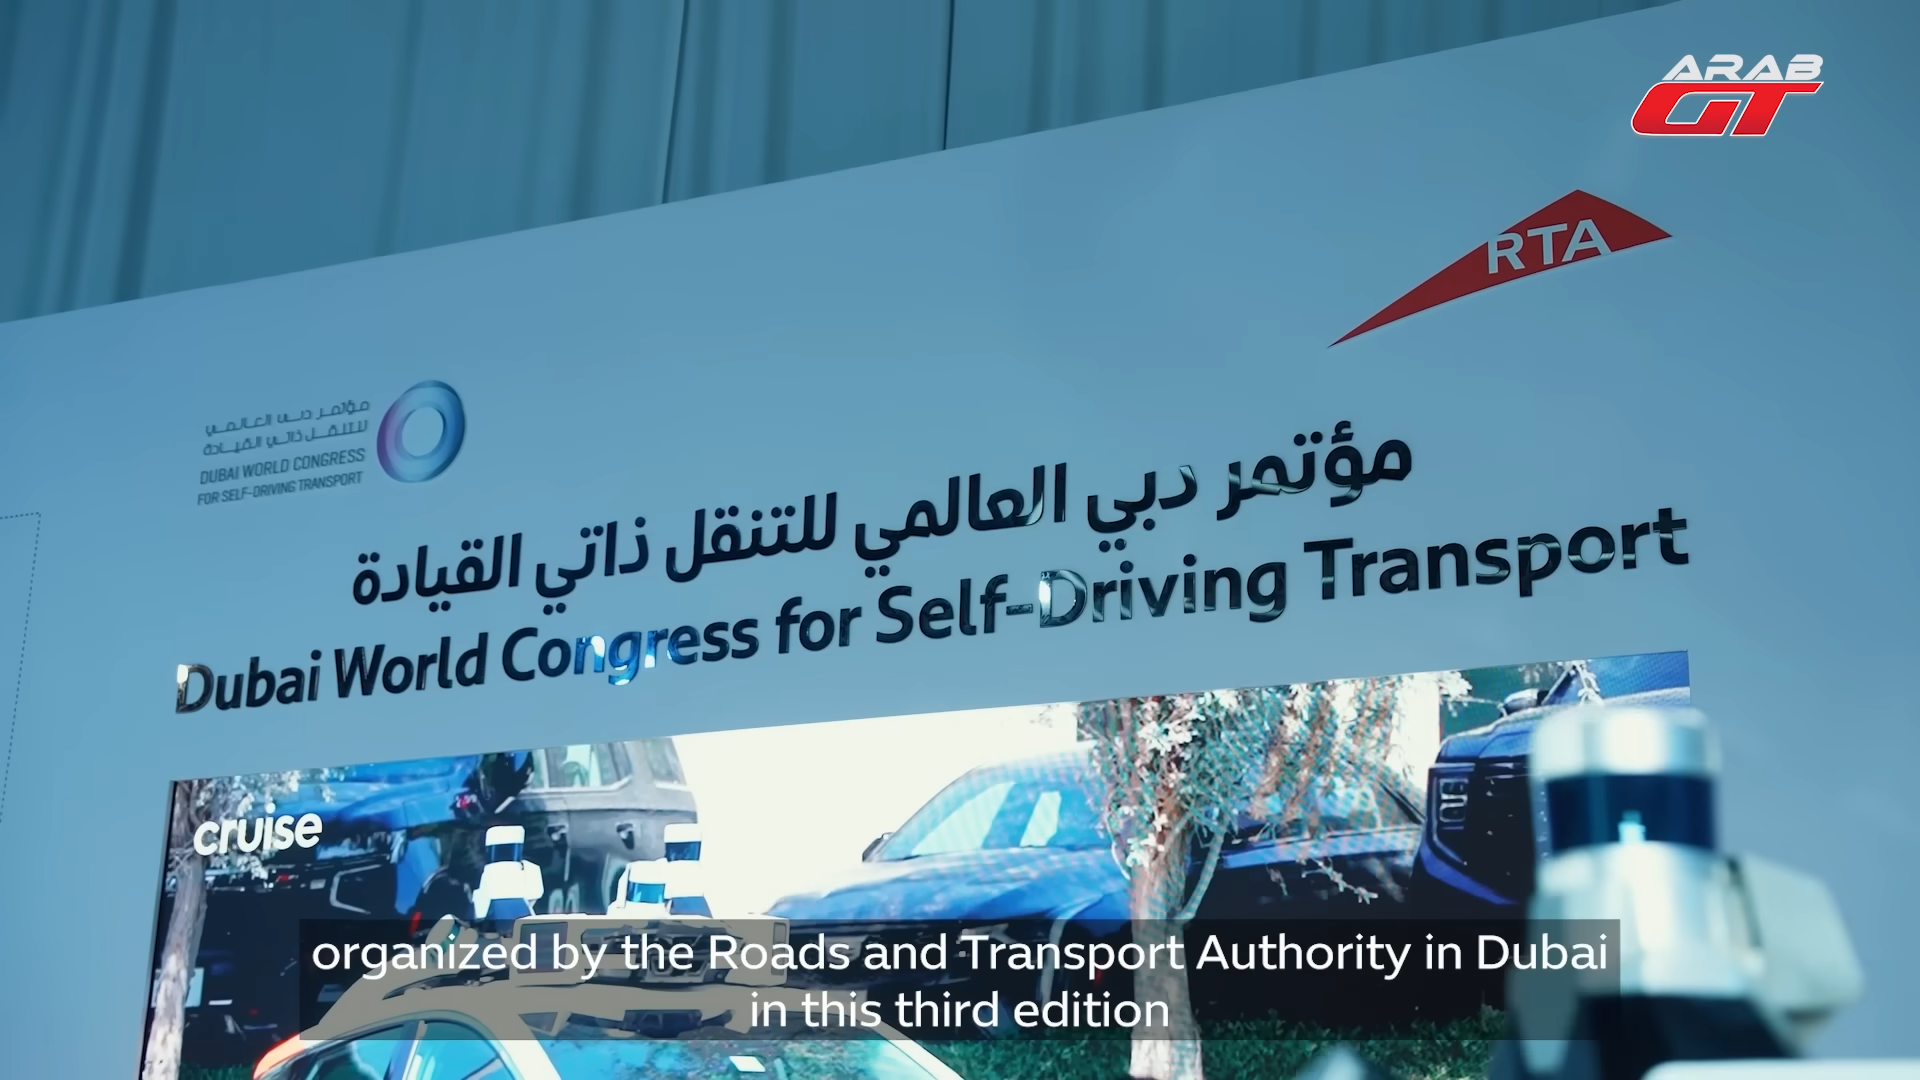 ARAB
GT
RTA
مؤتمر دبي العالمي
للتنقل ذاتي القيادة
DUBAI WORLD CONGRESS
FOR SELF-DRIVING TRANSPORT
مؤتمر دبي العالمي للتنقل ذاتي القيادة
Dubai World Congress for Self-Driving Transport
cruise
organized by the Roads and Transport Authority in Dubai
in this third edition